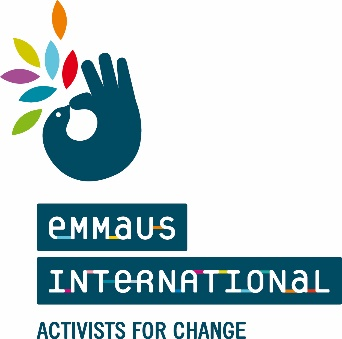 eMMaUS
INTeRNATIONaL
ACTIVISTS FOR CHANGE